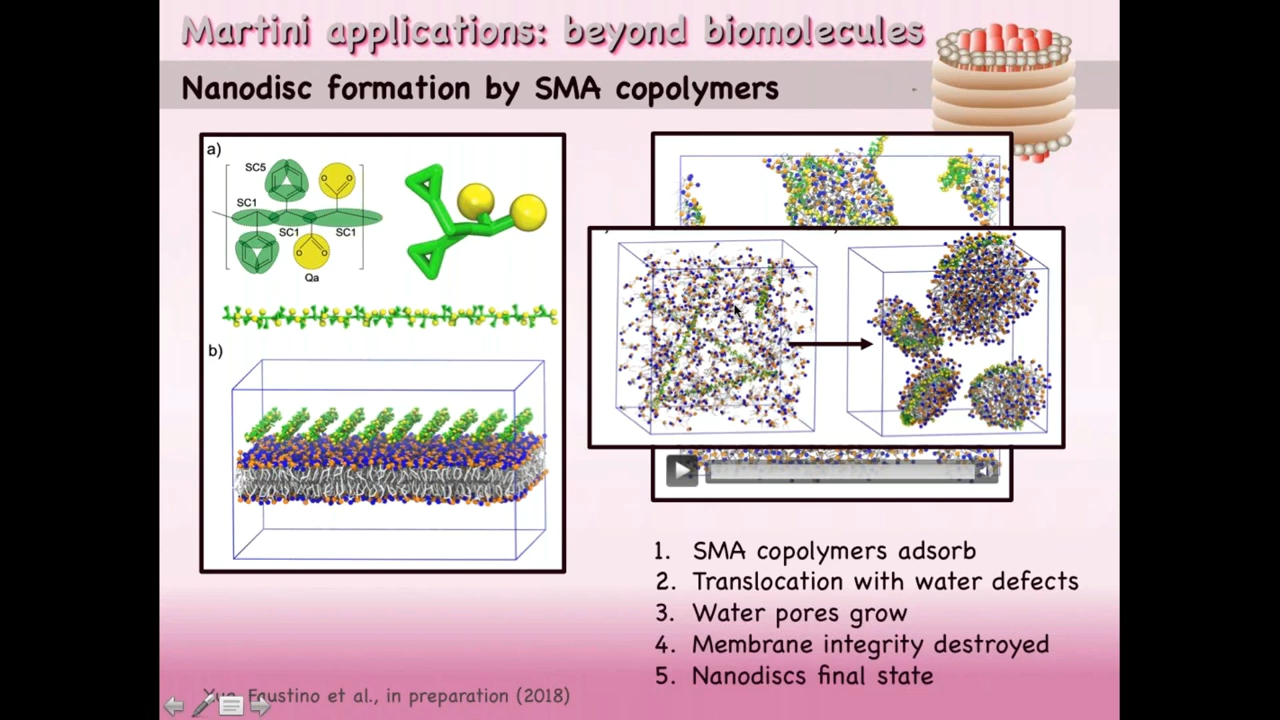 Martini applications: beyond biomolecules
Nanodisc formation by SMA copolymers
a)
SC5
O O
SC1
SC1
SC1
O O
Qa
b)
1. SMA copolymers adsorb
2. Translocation with water defects
3. Water pores grow
4. Membrane integrity destroyed
5. Nanodiscs final state
Faustino et al., in preparation (2018)